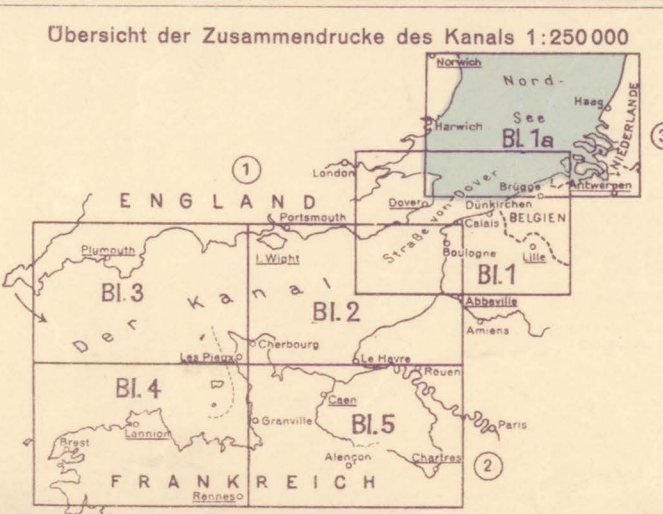 Übersicht der Zusammendrucke des Kanals 1:250 000
Norwich
Nord-
See
Haag
Harwich
Bl. 1a
NIEDERLANDE
3
1
London
ENGLAND
Dover
Straße von Dover
Brügge
Antwerpen
Dünkirchen
Portsmouth
Calais
BELGIEN
Plumouth
I. Wight
Boulogne
Lille
Bl. 3
Der Kanal
Bl. 2
Bl. 1
Abbeville
Amiens
Cherbourg
Les Pieux
Le Havre
Rouen
Bl. 4
Caen
Bl. 5
Lannion
Granville
Paris
Brest
Alençon
Chartres
2
FRANKREICH
Rennes